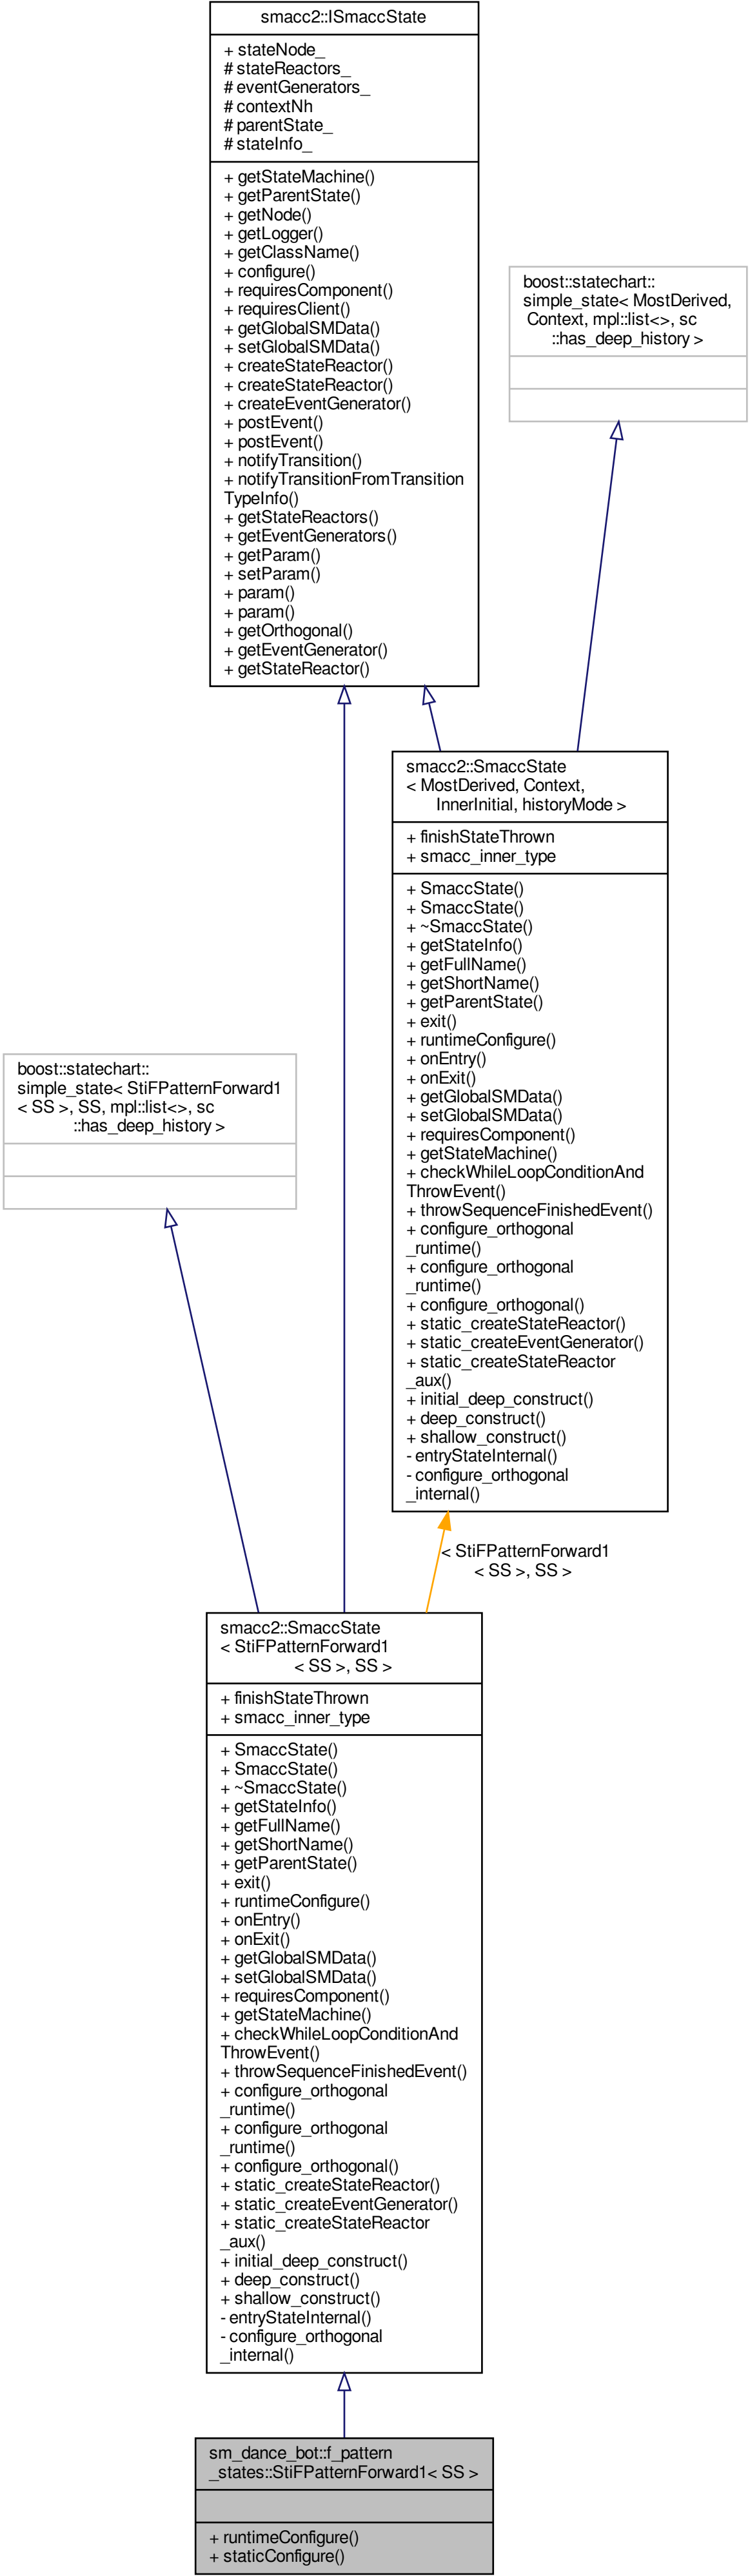 smacc2::ISmaccState
+ stateNode_
# stateReactors_
# eventGenerators_
# contextNh
# parentState_
# stateInfo_
+ getStateMachine()
+ getParentState()
+ getNode()
+ getLogger()
+ getClassName()
+ configure()
+ requiresComponent()
+ requiresClient()
+ getGlobalSMData()
+ setGlobalSMData()
+ createStateReactor()
+ createStateReactor()
+ createEventGenerator()
+ postEvent()
+ postEvent()
+ notifyTransition()
+ notifyTransitionFromTransition
TypeInfo()
+ getStateReactors()
+ getEventGenerators()
+ getParam()
+ setParam()
+ param()
+ param()
+ getOrthogonal()
+ getEventGenerator()
+ getStateReactor()
boost::statechart::
simple_state< MostDerived,
Context, mpl::list<>, sc
::has_deep_history >
smacc2::SmaccState
< MostDerived, Context,
InnerInitial, historyMode >
+ finishStateThrown
+ smacc_inner_type
+ SmaccState()
+ SmaccState()
+ ~SmaccState()
+ getStateInfo()
+ getFullName()
+ getShortName()
+ getParentState()
+ exit()
+ runtimeConfigure()
+ onEntry()
+ onExit()
+ getGlobalSMData()
+ setGlobalSMData()
+ requiresComponent()
+ getStateMachine()
+ checkWhileLoopConditionAnd
ThrowEvent()
+ throwSequenceFinishedEvent()
+ configure_orthogonal
_runtime()
+ configure_orthogonal
_runtime()
+ configure_orthogonal()
+ static_createStateReactor()
+ static_createEventGenerator()
+ static_createStateReactor
_aux()
+ initial_deep_construct()
+ deep_construct()
+ shallow_construct()
- entryStateInternal()
- configure_orthogonal
_internal()
boost::statechart::
simple_state< StiFPatternForward1
< SS >, SS, mpl::list<>, sc
::has_deep_history >
< StiFPatternForward1
< SS >, SS >
smacc2::SmaccState
< StiFPatternForward1
< SS >, SS >
+ finishStateThrown
+ smacc_inner_type
+ SmaccState()
+ SmaccState()
+ ~SmaccState()
+ getStateInfo()
+ getFullName()
+ getShortName()
+ getParentState()
+ exit()
+ runtimeConfigure()
+ onEntry()
+ onExit()
+ getGlobalSMData()
+ setGlobalSMData()
+ requiresComponent()
+ getStateMachine()
+ checkWhileLoopConditionAnd
ThrowEvent()
+ throwSequenceFinishedEvent()
+ configure_orthogonal
_runtime()
+ configure_orthogonal
_runtime()
+ configure_orthogonal()
+ static_createStateReactor()
+ static_createEventGenerator()
+ static_createStateReactor
_aux()
+ initial_deep_construct()
+ deep_construct()
+ shallow_construct()
- entryStateInternal()
- configure_orthogonal
_internal()
sm_dance_bot::f_pattern
_states::StiFPatternForward1< SS >
+ runtimeConfigure()
+ staticConfigure()